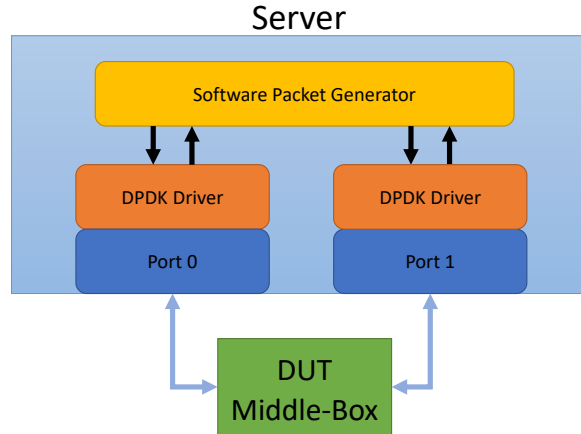 Server
Software Packet Generator
DPDK Driver
DPDK Driver
Port 0
Port 1
DUT
Middle-Box